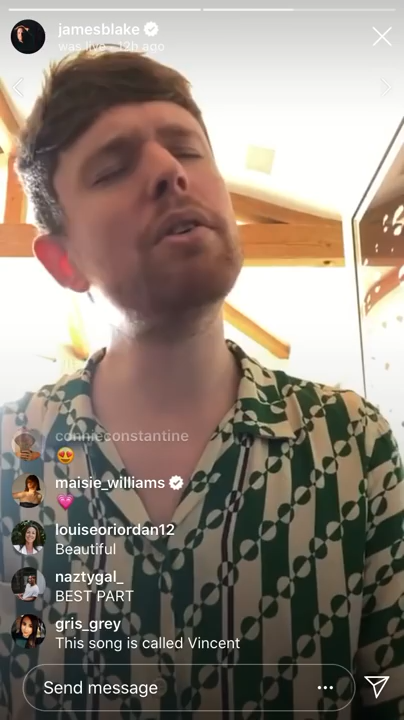 jamesblake
was live · 12h ago
connieconstantine
😍
maisie_williams
💗
louiseoriordan12
Beautiful
naztygal_
BEST PART
gris_grey
This song is called Vincent
Send message